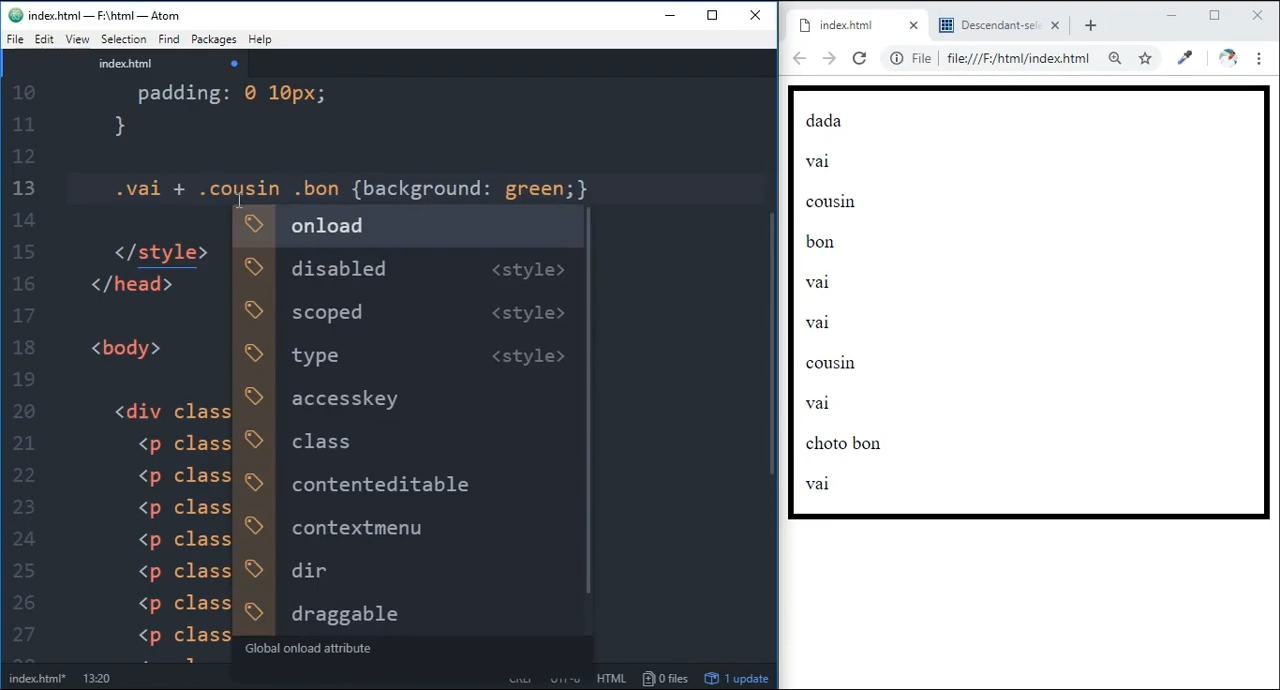 index.html — F:\html — Atom
File Edit View Selection Find Packages Help
index.html
10 padding: 0 10px;
11 }
12
13 .vai + .cousin .bon {background: green;}
14
15 </style>
16 </head>
17
18 <body>
19
20 <div class
21 <p class
22 <p class
23 <p class
24 <p class
25 <p class
26 <p class
27 <p class
onload
disabled <style>
scoped <style>
type <style>
accesskey
class
contenteditable
contextmenu
dir
draggable
Global onload attribute
index.html* 13:20 HTML 0 files 1 update
index.html Descendant-sele
File file:///F:/html/index.html
dada
vai
cousin
bon
vai
vai
cousin
vai
choto bon
vai